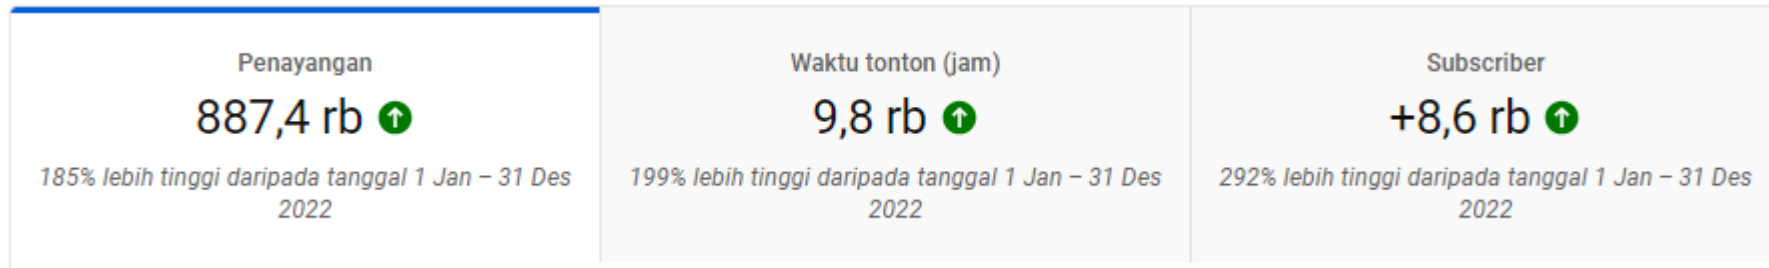 Penayangan
887,4 rb
185% lebih tinggi daripada tanggal 1 Jan – 31 Des
2022
Waktu tonton (jam)
9,8 rb
199% lebih tinggi daripada tanggal 1 Jan – 31 Des
2022
Subscriber
+8,6 rb
292% lebih tinggi daripada tanggal 1 Jan – 31 Des
2022